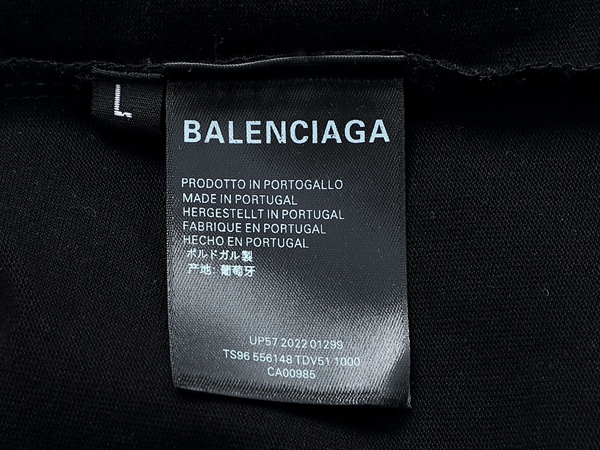 L
BALENCIAGA
PRODOTTO IN PORTOGALLO
MADE IN PORTUGAL
HERGESTELLT IN PORTUGAL
FABRIQUE EN PORTUGAL
HECHO EN PORTUGAL
ポルトガル製
产地: 葡萄牙
UP57 2022 01299
TS96 556148 TDV51 1000
CA00985